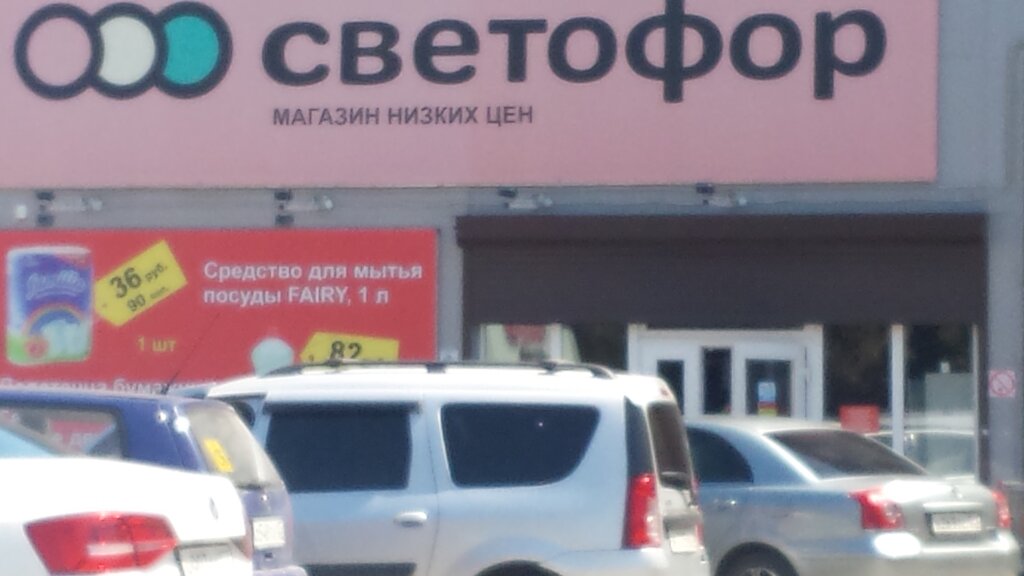 светофор
МАГАЗИН НИЗКИХ ЦЕН
36 руб.
90 коп.
Средство для мытья
посуды FAIRY, 1 л
1 шт
82